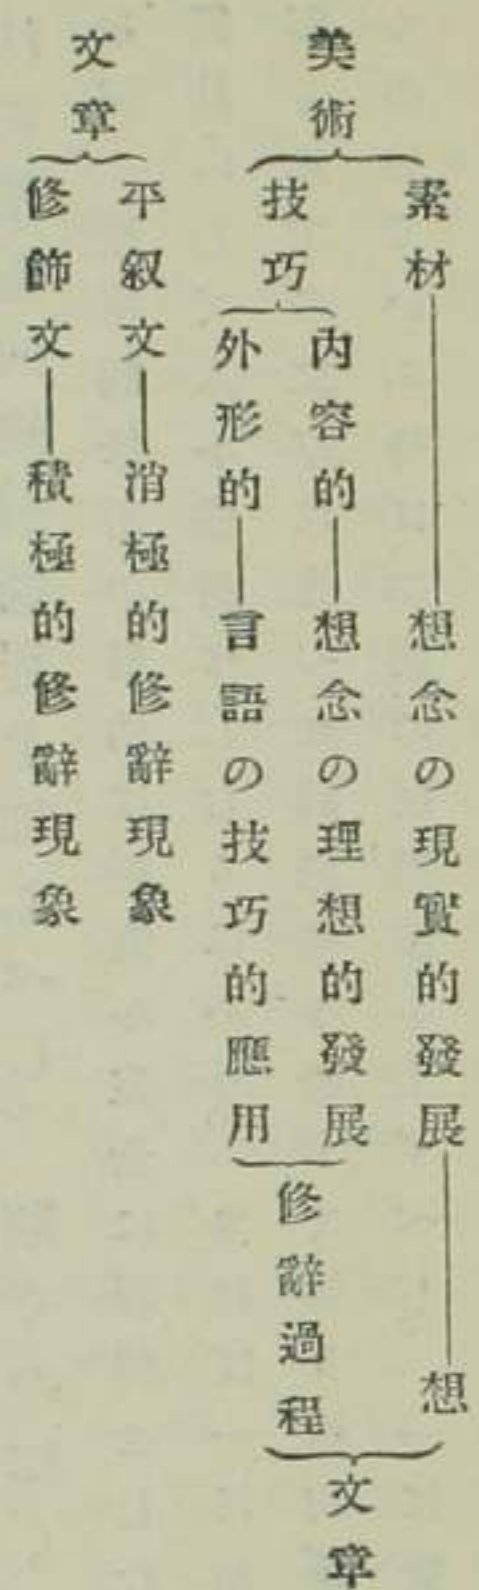 美術
素材――想念の現實的發展――想
技巧
内容的――想念の理想的發展
外形的――言語の技巧的應用
修辭過程
文章
文章
平叙文――消極的修辭現象
修飾文――積極的修辭現象